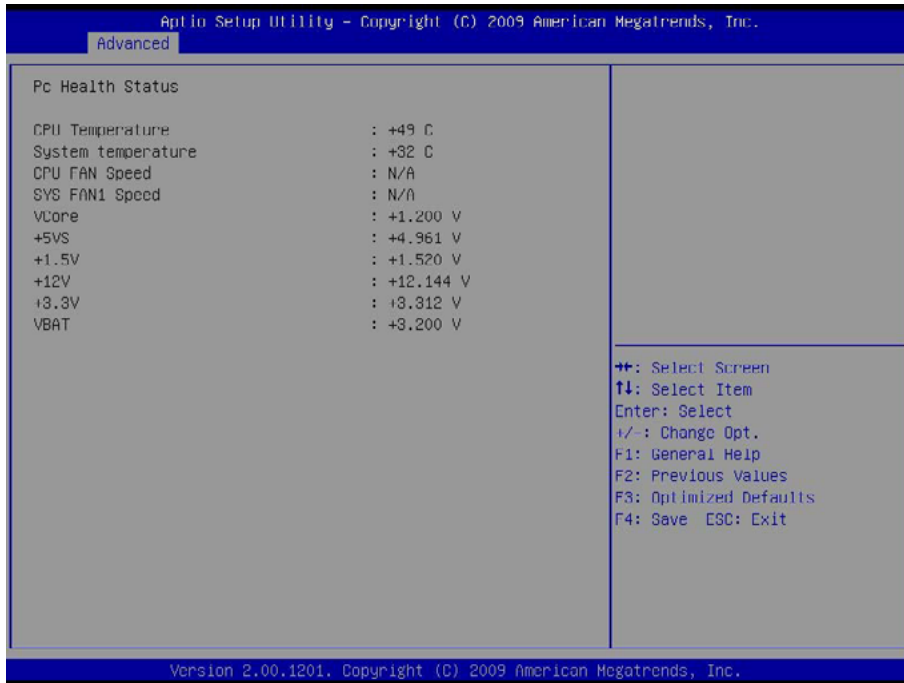 Aptio Setup Utility – Copyright (C) 2009 American Megatrends, Inc.
Advanced
Pc Health Status
CPU Temperature : +49 C
System temperature : +32 C
CPU FAN Speed : N/A
SYS FAN1 Speed : N/A
VCore : +1.200 V
+5VS : +4.961 V
+1.5V : +1.520 V
+12V : +12.144 V
+3.3V : +3.312 V
VBAT : +3.200 V
→←: Select Screen
↑↓: Select Item
Enter: Select
+/-: Change Opt.
F1: General Help
F2: Previous Values
F3: Optimized Defaults
F4: Save ESC: Exit
Version 2.00.1201. Copyright (C) 2009 American Megatrends, Inc.